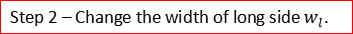 Step 2 – Change the width of long side wₗ.